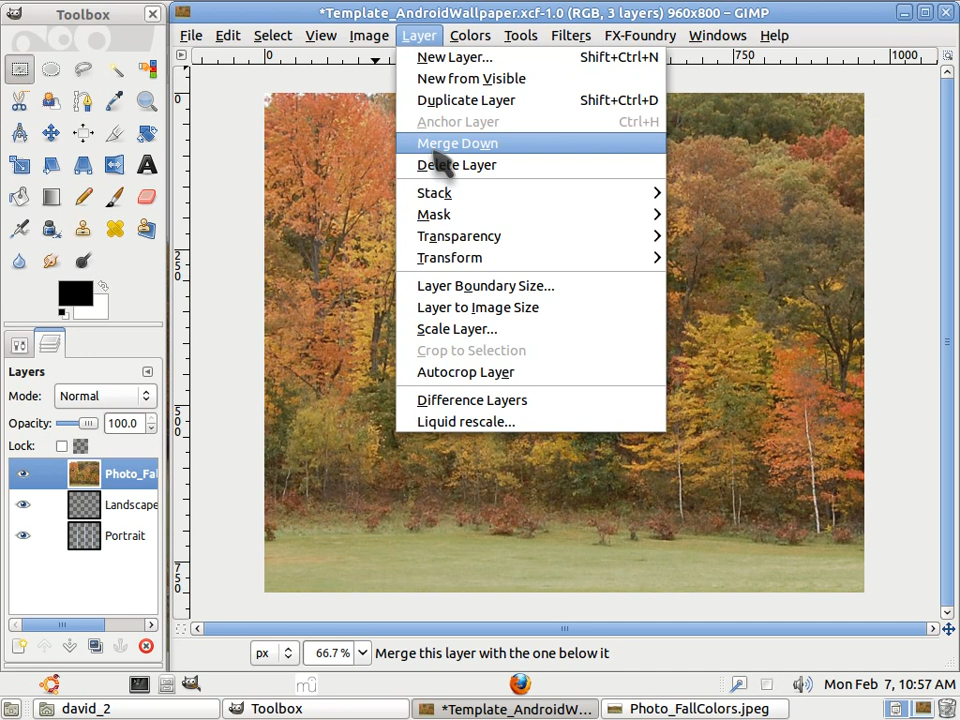 Toolbox
*Template_AndroidWallpaper.xcf-1.0 (RGB, 3 layers) 960x800 – GIMP
File Edit Select View Image Layer Colors Tools Filters FX-Foundry Windows Help
0 750 1000
New Layer... Shift+Ctrl+N
New from Visible
Duplicate Layer Shift+Ctrl+D
Anchor Layer Ctrl+H
Merge Down
Delete Layer
Stack
Mask
Transparency
Transform
Layer Boundary Size...
Layer to Image Size
Scale Layer...
Crop to Selection
Autocrop Layer
Difference Layers
Liquid rescale...
0
250
500
750
Layers
Mode: Normal
Opacity: 100.0
Lock:
Photo_Fal
Landscape
Portrait
px 66.7% Merge this layer with the one below it
Mon Feb 7, 10:57 AM
david_2 Toolbox *Template_AndroidW... Photo_FallColors.jpeg